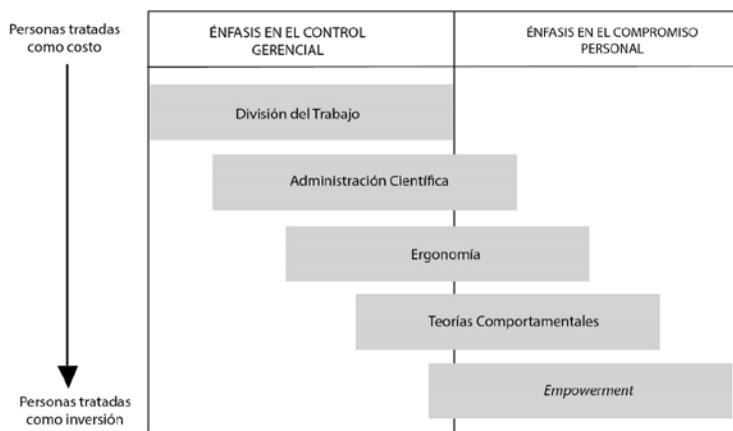 Personas tratadas
como costo
ÉNFASIS EN EL CONTROL
GERENCIAL
ÉNFASIS EN EL COMPROMISO
PERSONAL
División del Trabajo
Administración Científica
Ergonomía
Teorías Comportamentales
Empowerment
Personas tratadas
como inversión